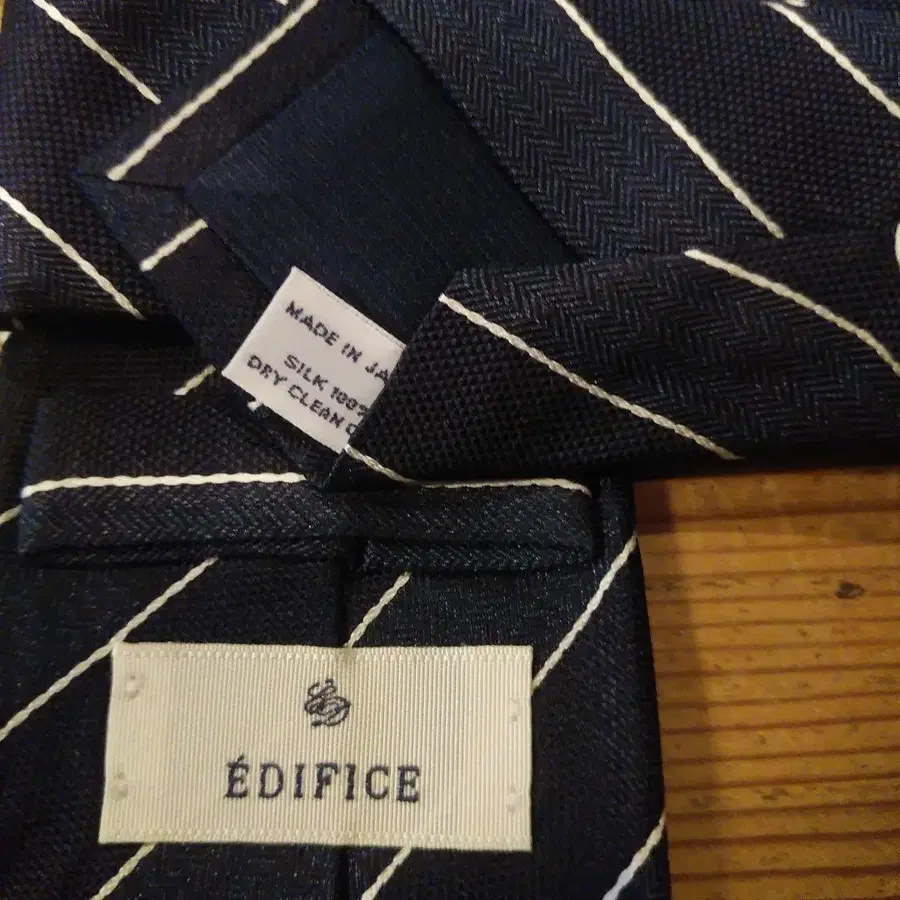 MADE IN JA
SILK 100%
DRY CLEAN O
ÉDIFICE